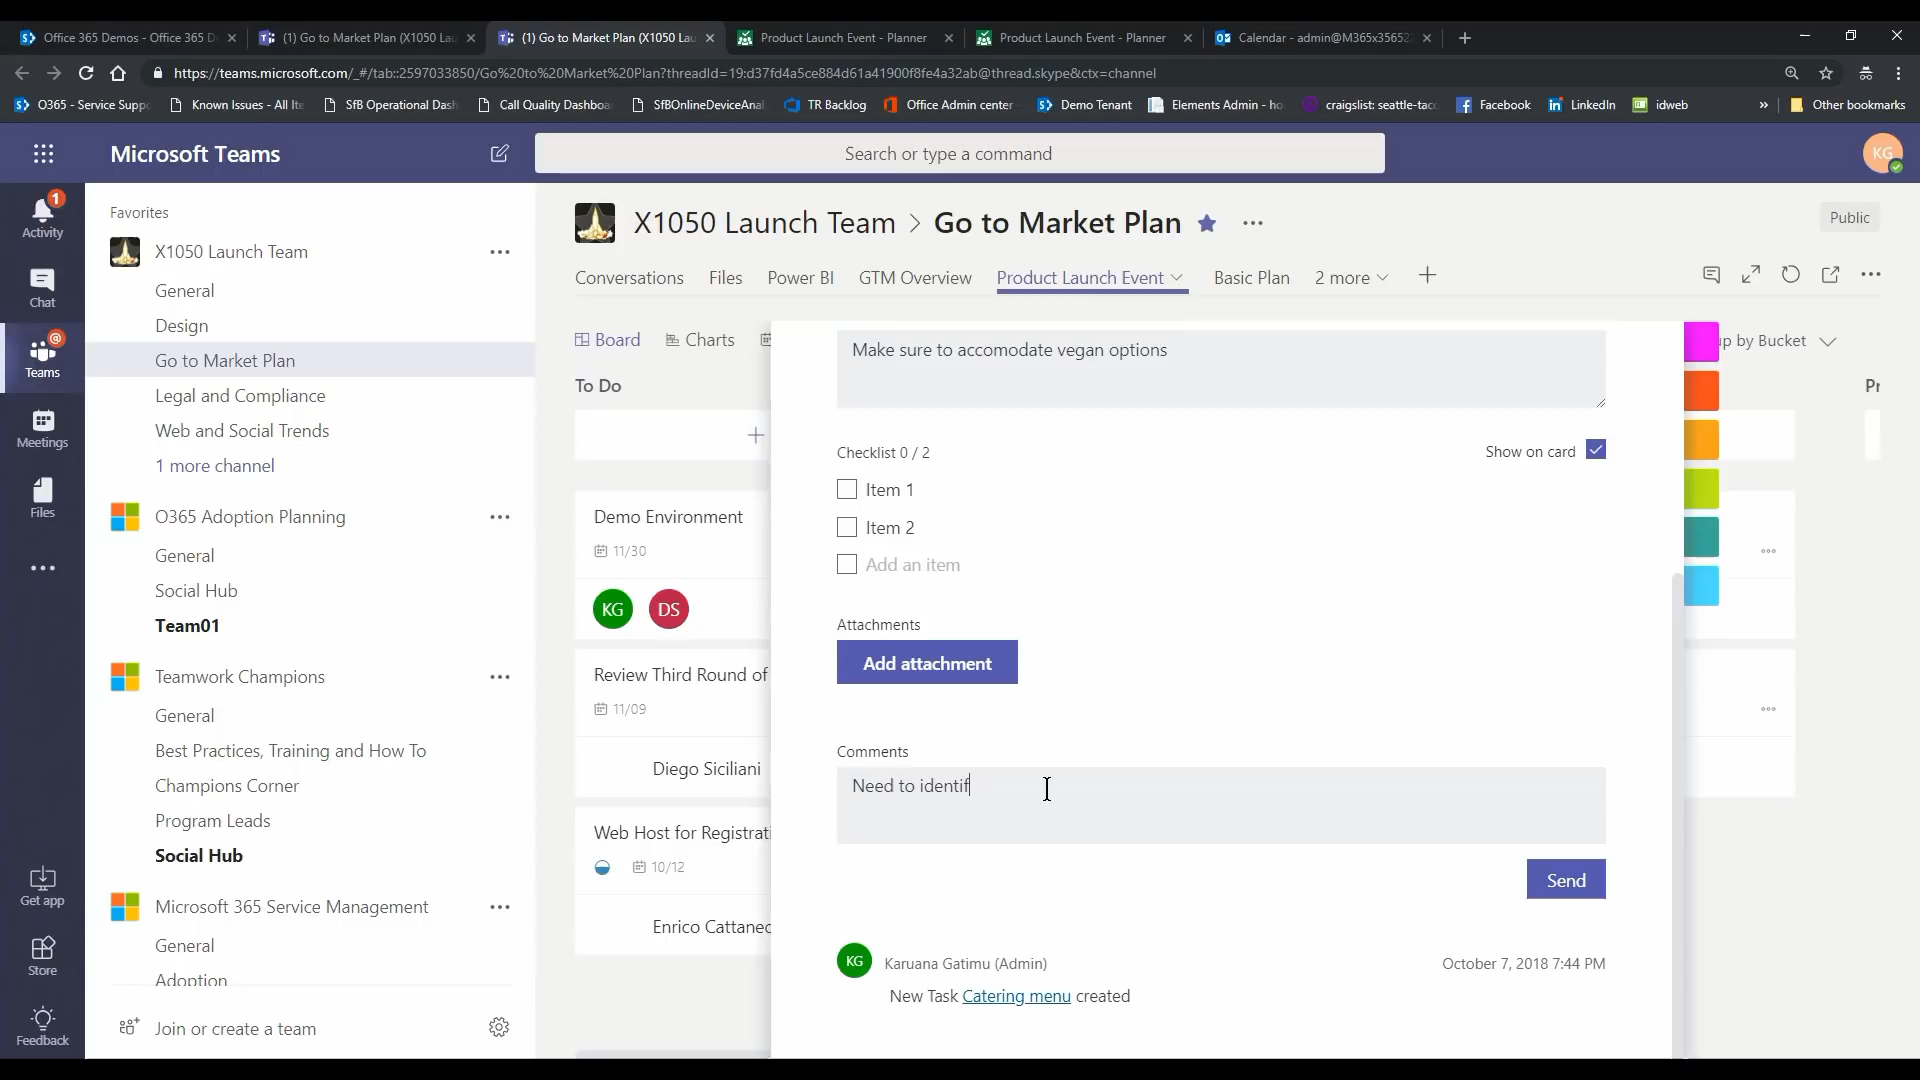 Office 365 Demos - Office 365 D
(1) Go to Market Plan (X1050 La
(1) Go to Market Plan (X1050 Lau
Product Launch Event - Planner
Product Launch Event - Planner
Calendar - admin@M365x35652
https://teams.microsoft.com/_#/tab::2597033850/Go%20to%20Market%20Plan?threadId=19:d37fd4a5ce884d61a41900f8fe4a32ab@thread.skype&ctx=channel
O365 - Service Suppo
Known Issues - All Ite
SfB Operational Dash
Call Quality Dashboa
SfBOnlineDeviceAnal
TR Backlog
Office Admin center
Demo Tenant
Elements Admin - ho
craigslist: seattle-tac
Facebook
LinkedIn
idweb
»
Other bookmarks
Microsoft Teams
Search or type a command
KG
1
Activity
Chat
@
Teams
Meetings
Files
Get app
Store
Feedback
Favorites
X1050 Launch Team
General
Design
Go to Market Plan
Legal and Compliance
Web and Social Trends
1 more channel
O365 Adoption Planning
General
Social Hub
Team01
Teamwork Champions
General
Best Practices, Training and How To
Champions Corner
Program Leads
Social Hub
Microsoft 365 Service Management
General
Adoption
Join or create a team
X1050 Launch Team > Go to Market Plan
Public
Conversations
Files
Power BI
GTM Overview
Product Launch Event
Basic Plan
2 more
Board
Charts
up by Bucket
To Do
Pr
Demo Environment
11/30
KG
DS
Review Third Round of
11/09
Diego Siciliani
Web Host for Registrati
10/12
Enrico Cattaneo
Make sure to accomodate vegan options
Checklist 0 / 2
Show on card
Item 1
Item 2
Add an item
Attachments
Add attachment
Comments
Need to identif
Send
KG
Karuana Gatimu (Admin)
October 7, 2018 7:44 PM
New Task Catering menu created